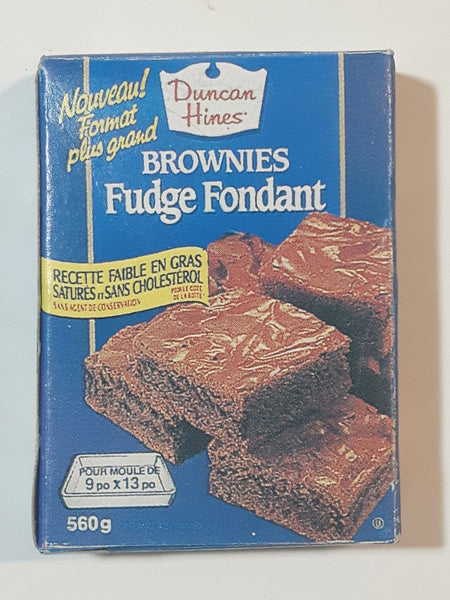 Nouveau!
Format
plus grand
Duncan
Hines
BROWNIES
Fudge Fondant
RECETTE FAIBLE EN GRAS
SATURÉS ET SANS CHOLESTÉROL
SANS AGENT DE CONSERVATION
POUR MOULE DE
9 po x 13 po
560g